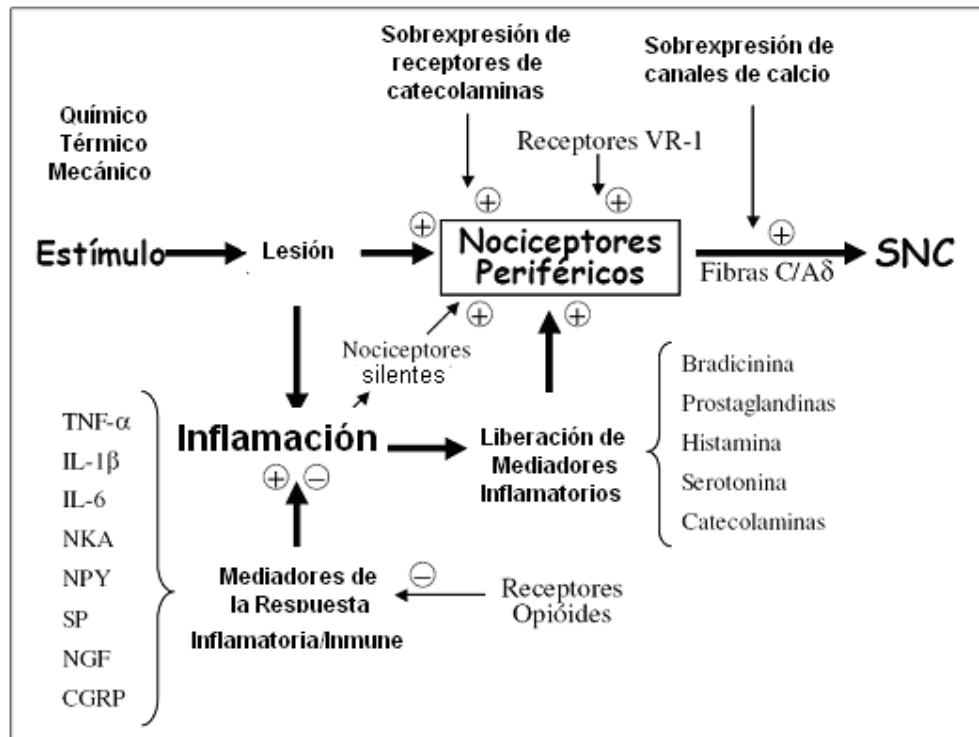 Sobrexpresión de
receptores de
catecolaminas
Sobrexpresión de
canales de calcio
Químico
Térmico
Mecánico
Receptores VR-1
+
+
+
+
Estímulo
Lesión
Nociceptores
Periféricos
Fibras C/Aδ
SNC
+
+
Nociceptores
silentes
Inflamación
+ −
Liberación de
Mediadores
Inflamatorios
Bradicinina
Prostaglandinas
Histamina
Serotonina
Catecolaminas
TNF-α
IL-1β
IL-6
NKA
NPY
SP
NGF
CGRP
Mediadores de
la Respuesta
Inflamatoria/Inmune
−
Receptores
Opióides